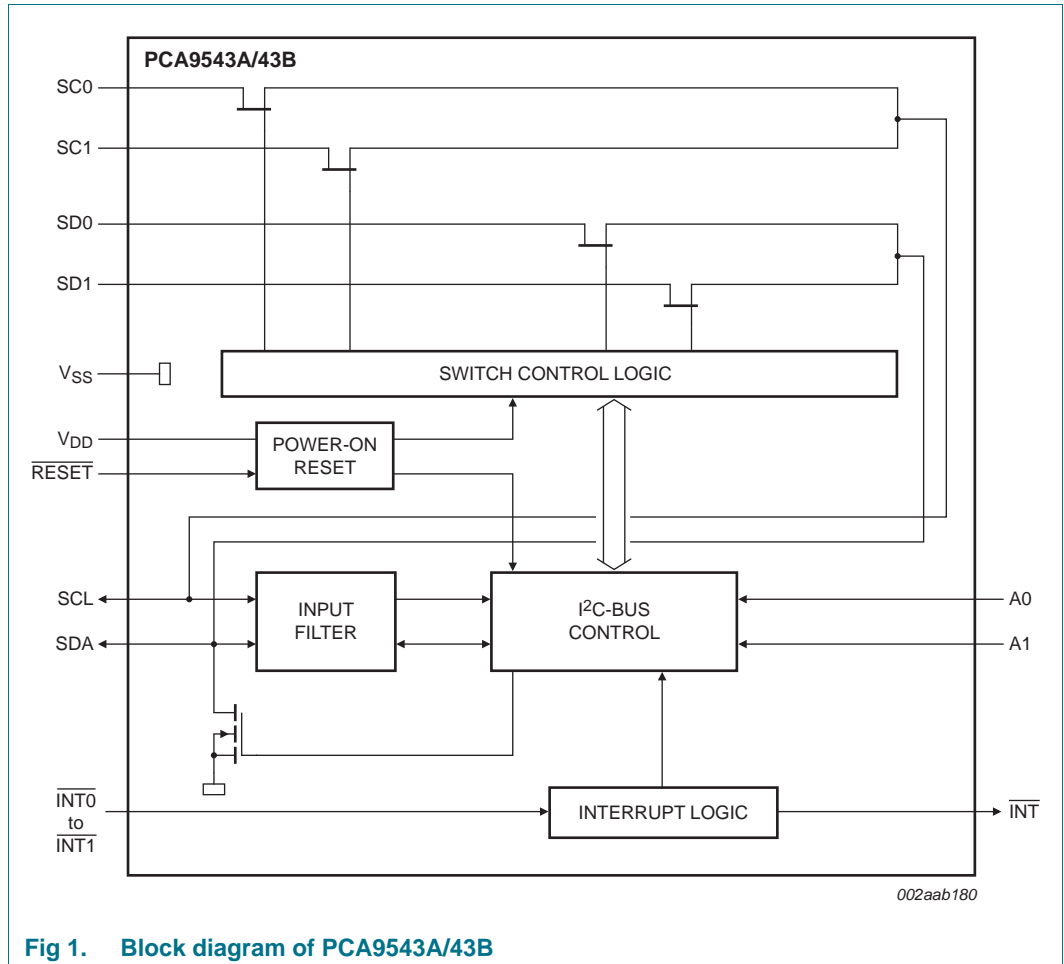 PCA9543A/43B
SC0
SC1
SD0
SD1
VSS
SWITCH CONTROL LOGIC
VDD
POWER-ON
RESET
RESET
SCL
INPUT
FILTER
I2C-BUS
CONTROL
A0
SDA
A1
INT0
to
INT1
INTERRUPT LOGIC
INT
002aab180
Fig 1. Block diagram of PCA9543A/43B